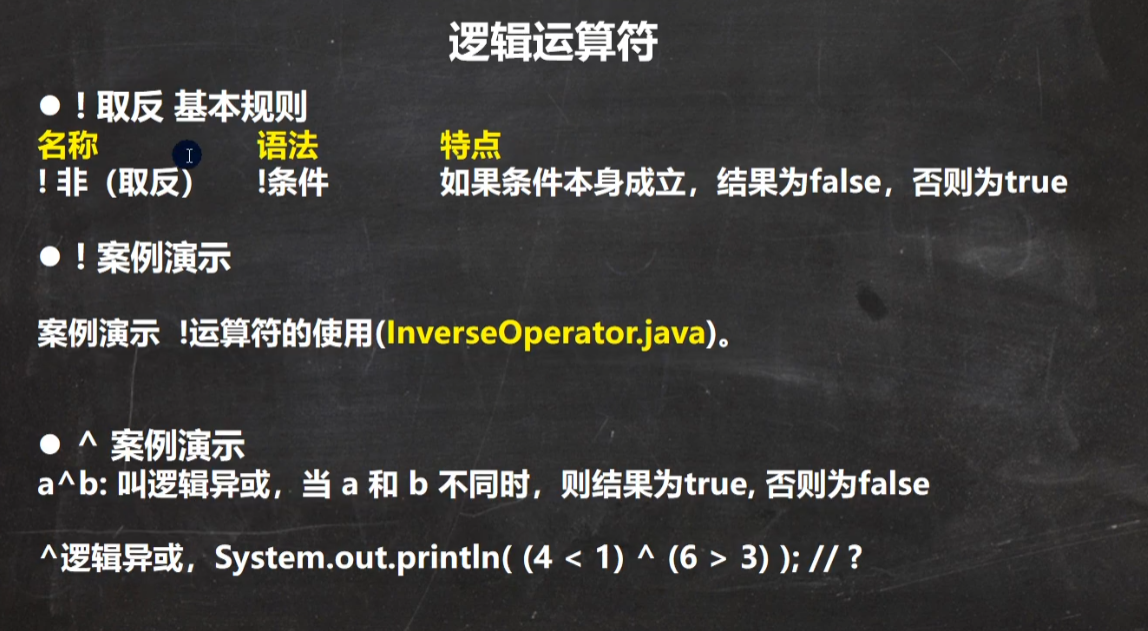 逻辑运算符
● ! 取反 基本规则
名称 语法 特点
! 非（取反） !条件 如果条件本身成立，结果为false，否则为true
● ! 案例演示
案例演示 !运算符的使用(InverseOperator.java)。
● ^ 案例演示
a^b: 叫逻辑异或，当 a 和 b 不同时，则结果为true, 否则为false
^逻辑异或，System.out.println( (4 < 1) ^ (6 > 3) ); // ?